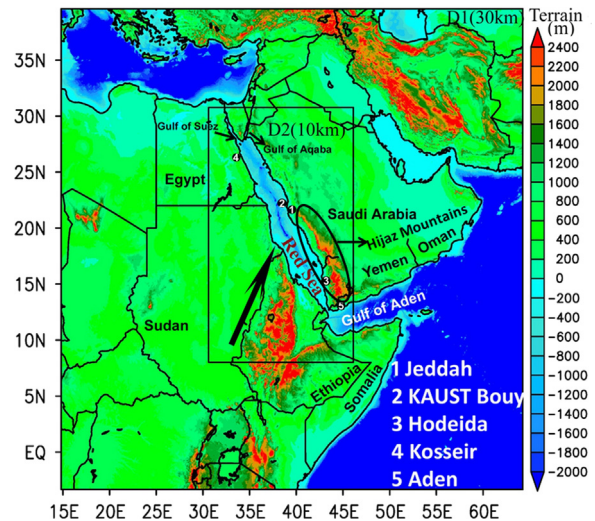 D1(30km)
Terrain
(m)
35N
30N
25N
20N
15N
10N
5N
EQ
15E 20E 25E 30E 35E 40E 45E 50E 55E 60E
2400
2200
2000
1800
1600
1400
1200
1000
800
600
400
200
0
−200
−400
−600
−800
−1000
−1200
−1400
−1600
−1800
−2000
D2(10km)
Gulf of Suez
Gulf of Aqaba
4
Egypt
2
1
Saudi Arabia
Hijaz Mountains
Red Sea
Oman
Yemen
3
5
Gulf of Aden
Sudan
Ethiopia
Somalia
1 Jeddah
2 KAUST Bouy
3 Hodeida
4 Kosseir
5 Aden